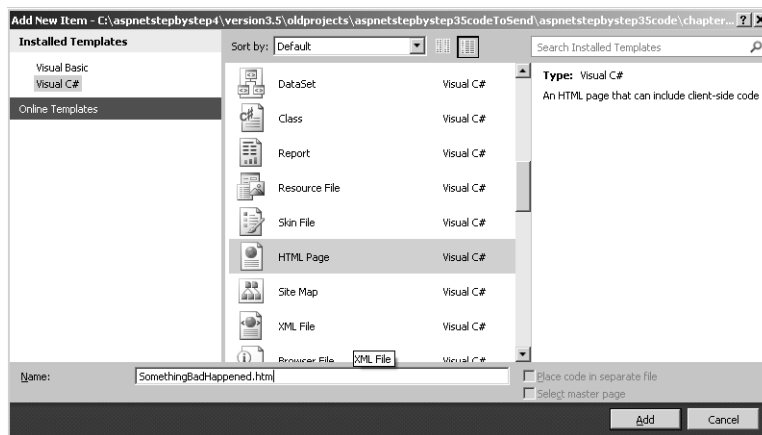 Add New Item - C:\aspnetstepbystep4\version3.5\oldprojects\aspnetstepbystep35codeToSend\aspnetstepbystep35code\chapter...
Installed Templates
Visual Basic
Visual C#
Online Templates
Sort by: Default
Search Installed Templates
DataSet Visual C#
Class Visual C#
Report Visual C#
Resource File Visual C#
Skin File Visual C#
HTML Page Visual C#
Site Map Visual C#
XML File Visual C#
Browser File Visual C#
XML File
Type: Visual C#
An HTML page that can include client-side code
Name: SomethingBadHappened.htm
Place code in separate file
Select master page
Add Cancel